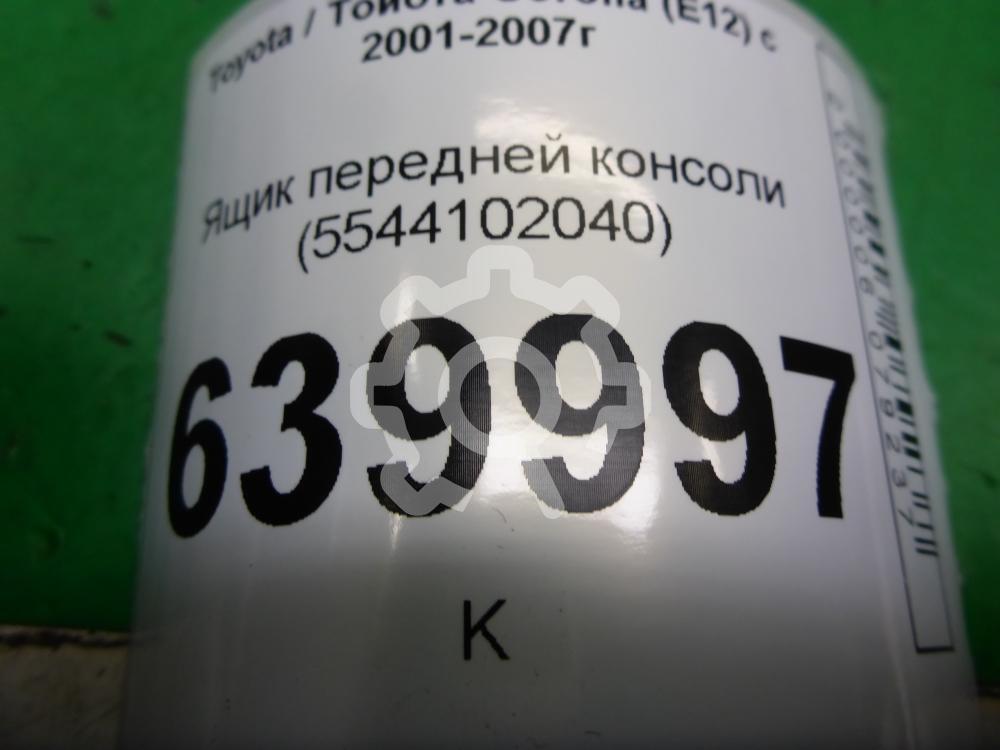 Toyota / Тойота Corolla (E12) с
2001-2007г
Ящик передней консоли
(5544102040)
639997
К